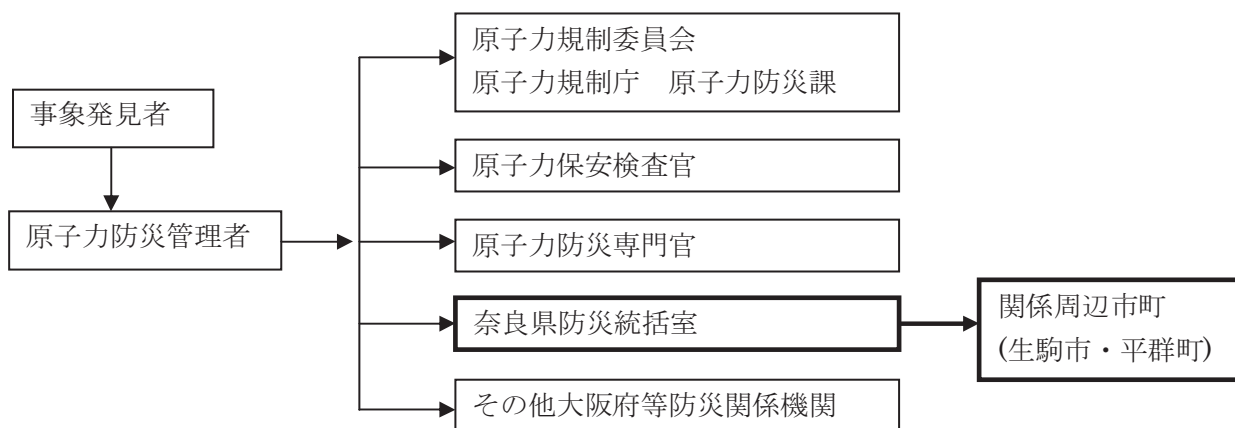 原子力規制委員会
原子力規制庁　原子力防災課
事象発見者
原子力保安検査官
原子力防災管理者
原子力防災専門官
奈良県防災統括室
関係周辺市町
(生駒市・平群町)
その他大阪府等防災関係機関